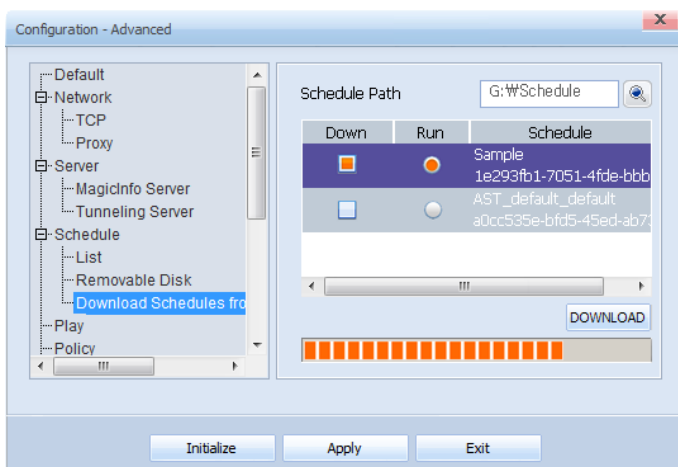 Configuration - Advanced
Default
Network
TCP
Proxy
Server
MagicInfo Server
Tunneling Server
Schedule
List
Removable Disk
Download Schedules fro
Play
Policy
Schedule Path
G:₩Schedule
Down Run Schedule
Sample
1e293fb1-7051-4fde-bbb
AST_default_default
a0cc535e-bfd5-45ed-ab73
DOWNLOAD
Initialize Apply Exit